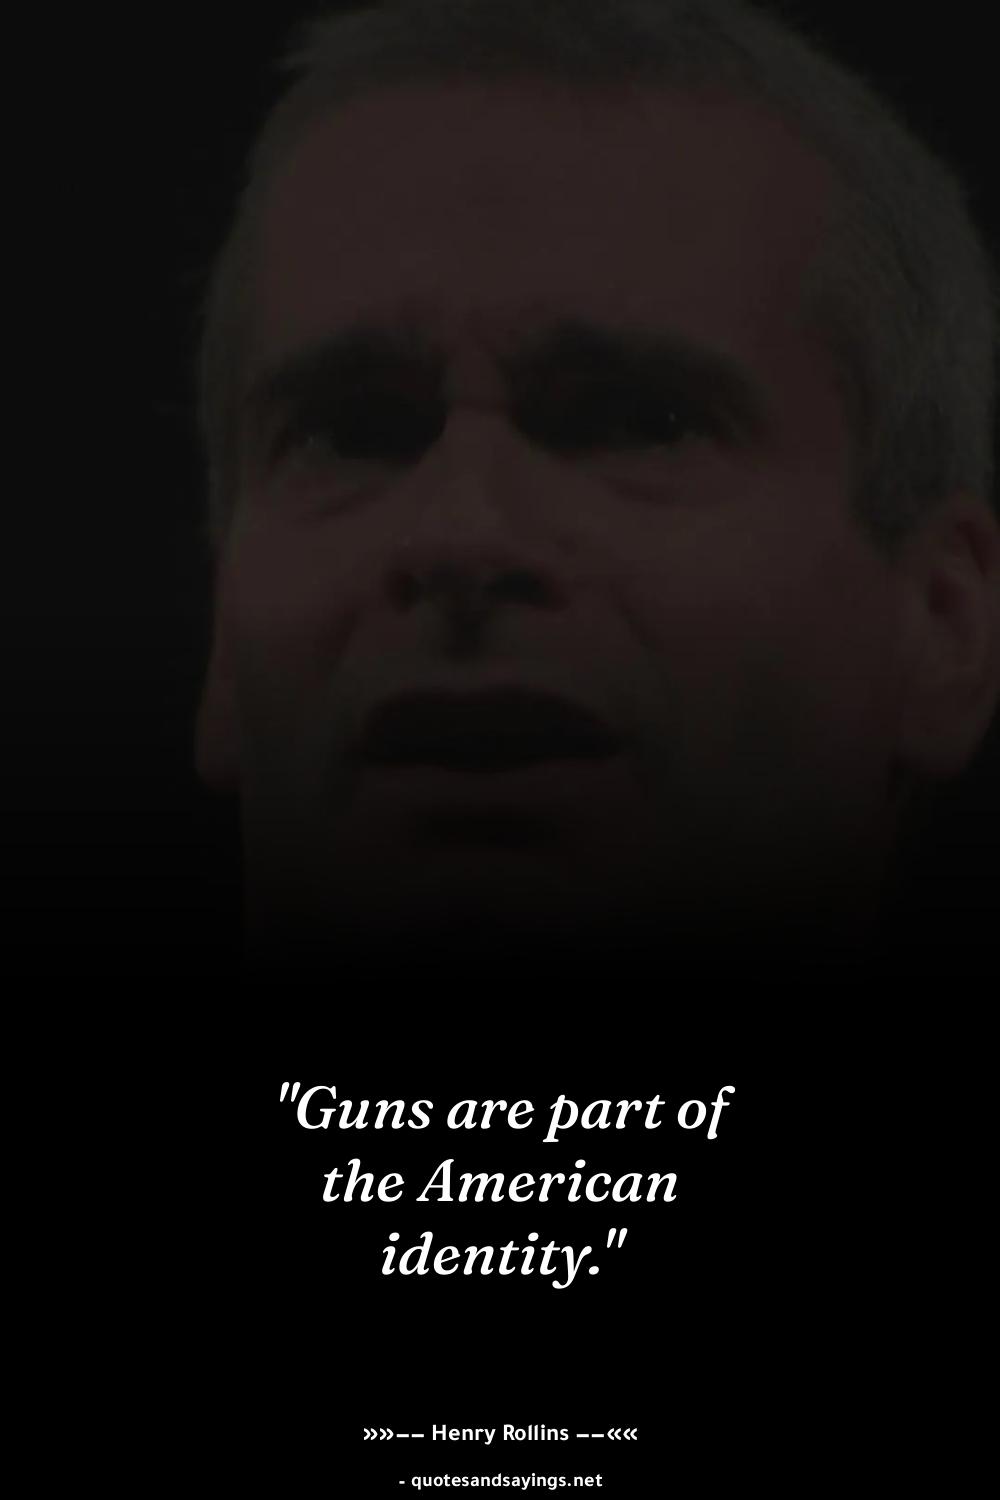 "Guns are part of
the American
identity."
»»—— Henry Rollins ——««
- quotesandsayings.net